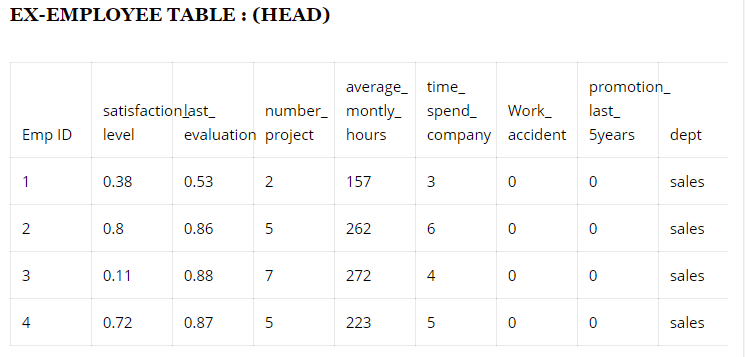 EX-EMPLOYEE TABLE : (HEAD)
average_ time_ promotion_
satisfaction_last_ number_ montly_ spend_ Work_ last_
Emp ID level evaluation project hours company accident 5years dept
1 0.38 0.53 2 157 3 0 0 sales
2 0.8 0.86 5 262 6 0 0 sales
3 0.11 0.88 7 272 4 0 0 sales
4 0.72 0.87 5 223 5 0 0 sales